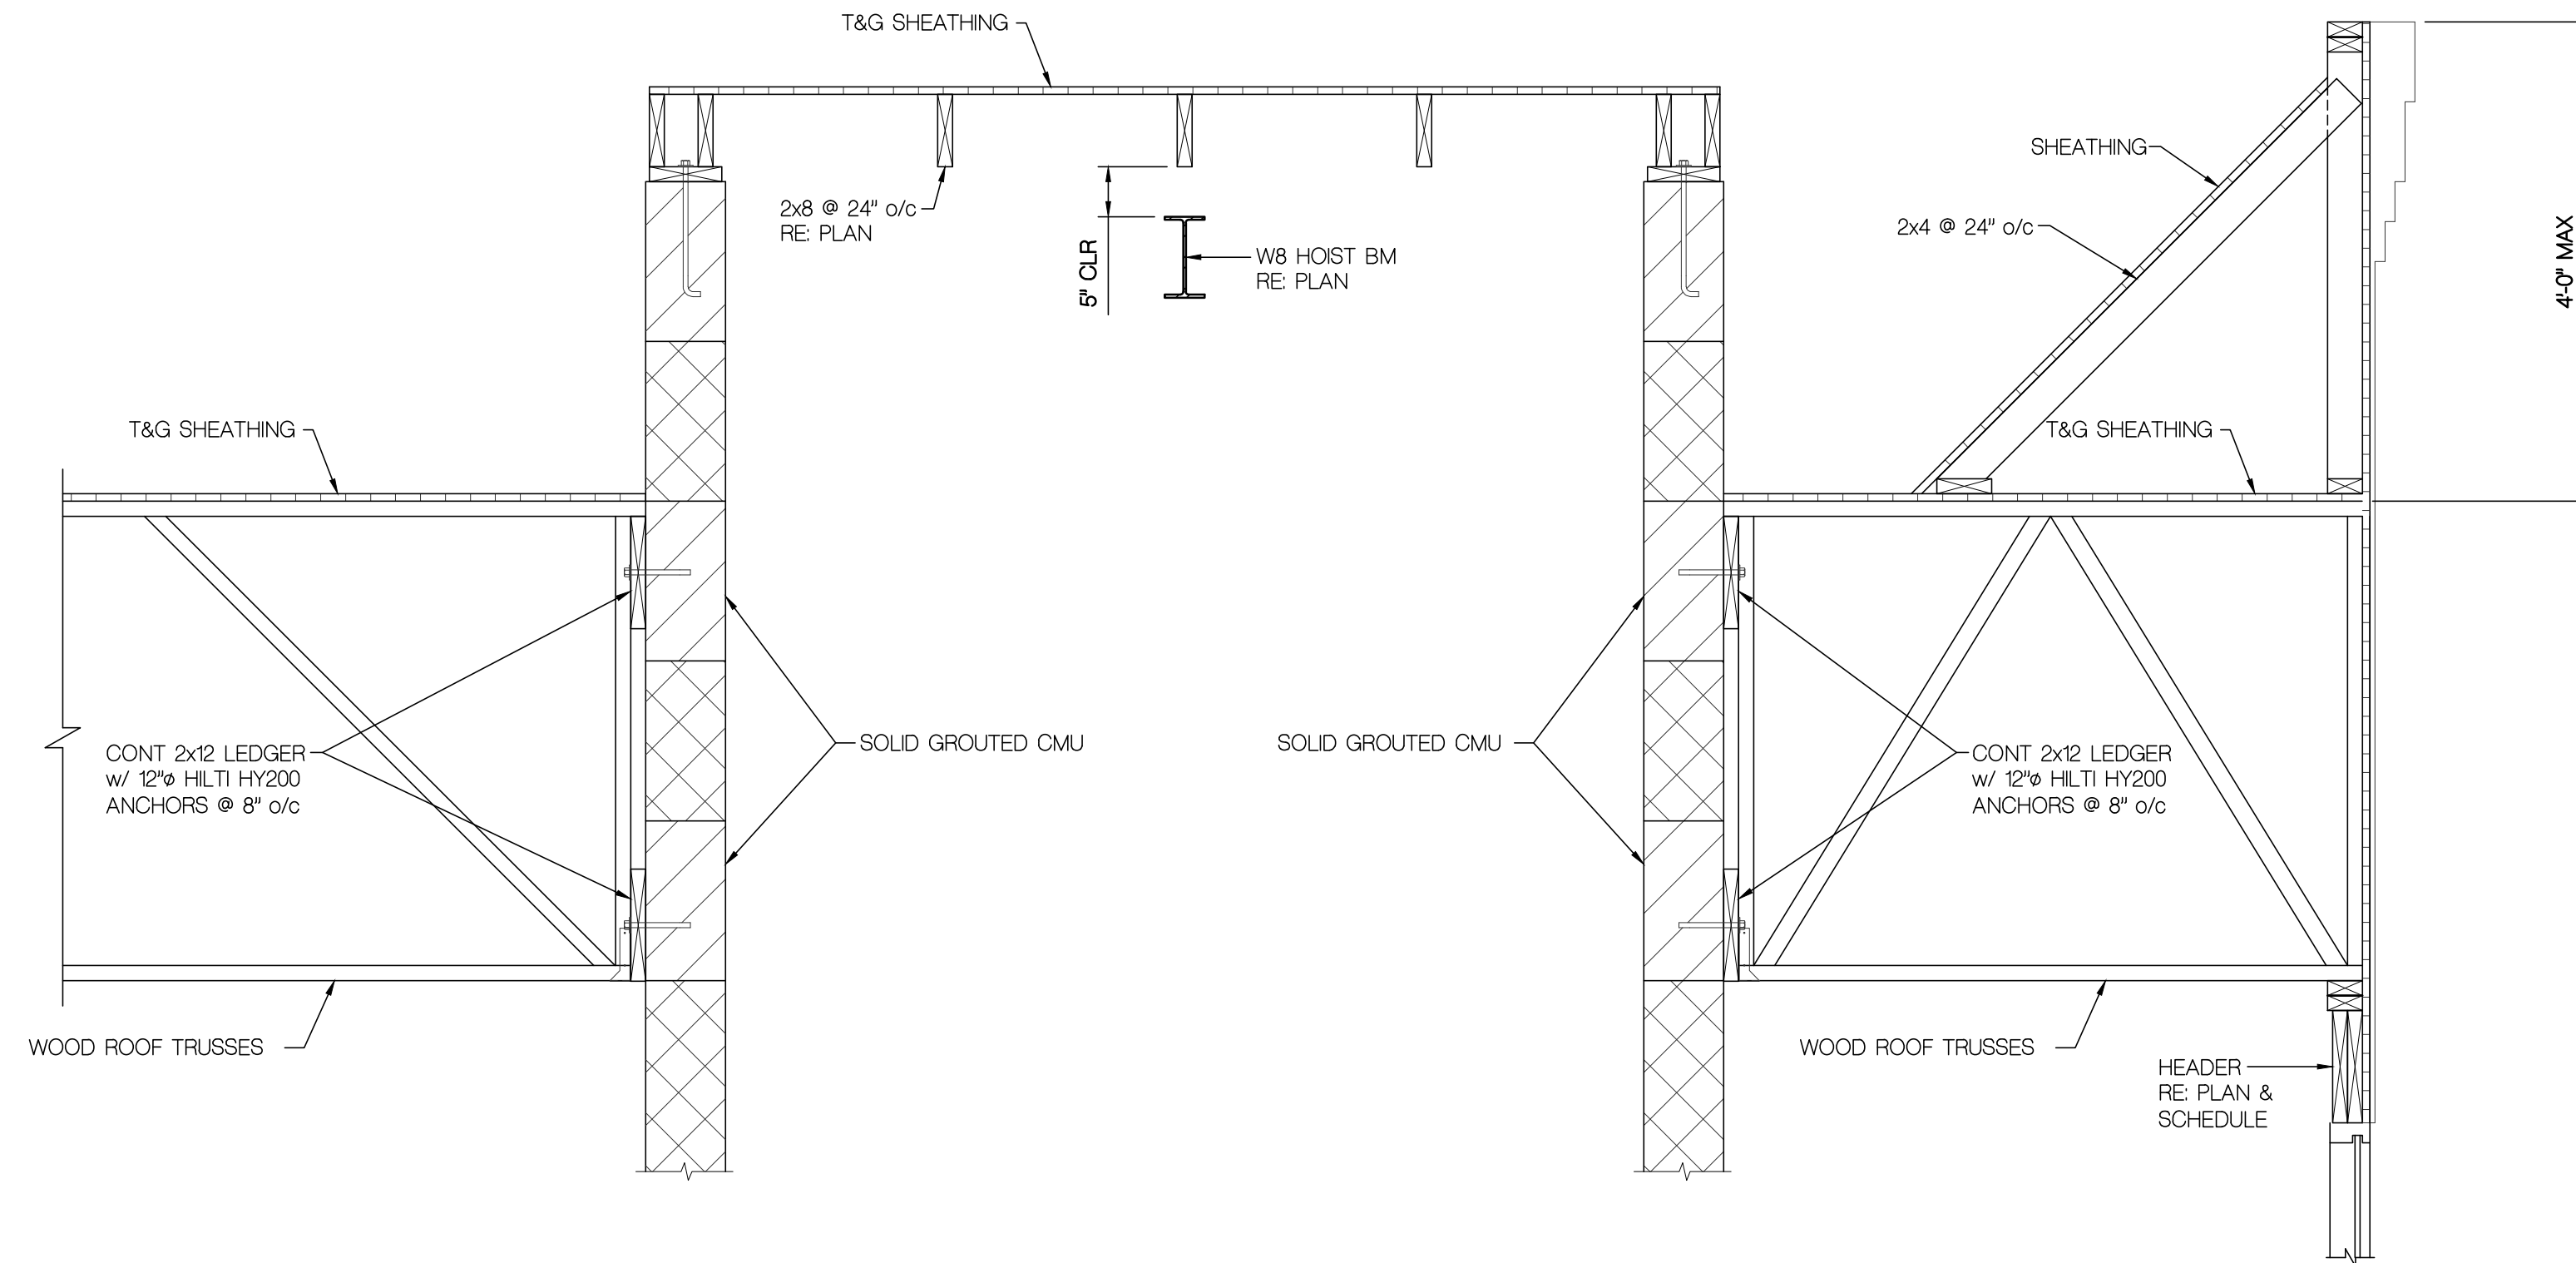 T&G SHEATHING
SHEATHING
2x8 @ 24" o/c
RE: PLAN
5" CLR
W8 HOIST BM
RE: PLAN
2x4 @ 24" o/c
4'-0" MAX
T&G SHEATHING
T&G SHEATHING
CONT 2x12 LEDGER
w/ 12"ø HILTI HY200
ANCHORS @ 8" o/c
SOLID GROUTED CMU
SOLID GROUTED CMU
CONT 2x12 LEDGER
w/ 12"ø HILTI HY200
ANCHORS @ 8" o/c
WOOD ROOF TRUSSES
WOOD ROOF TRUSSES
HEADER
RE: PLAN &
SCHEDULE